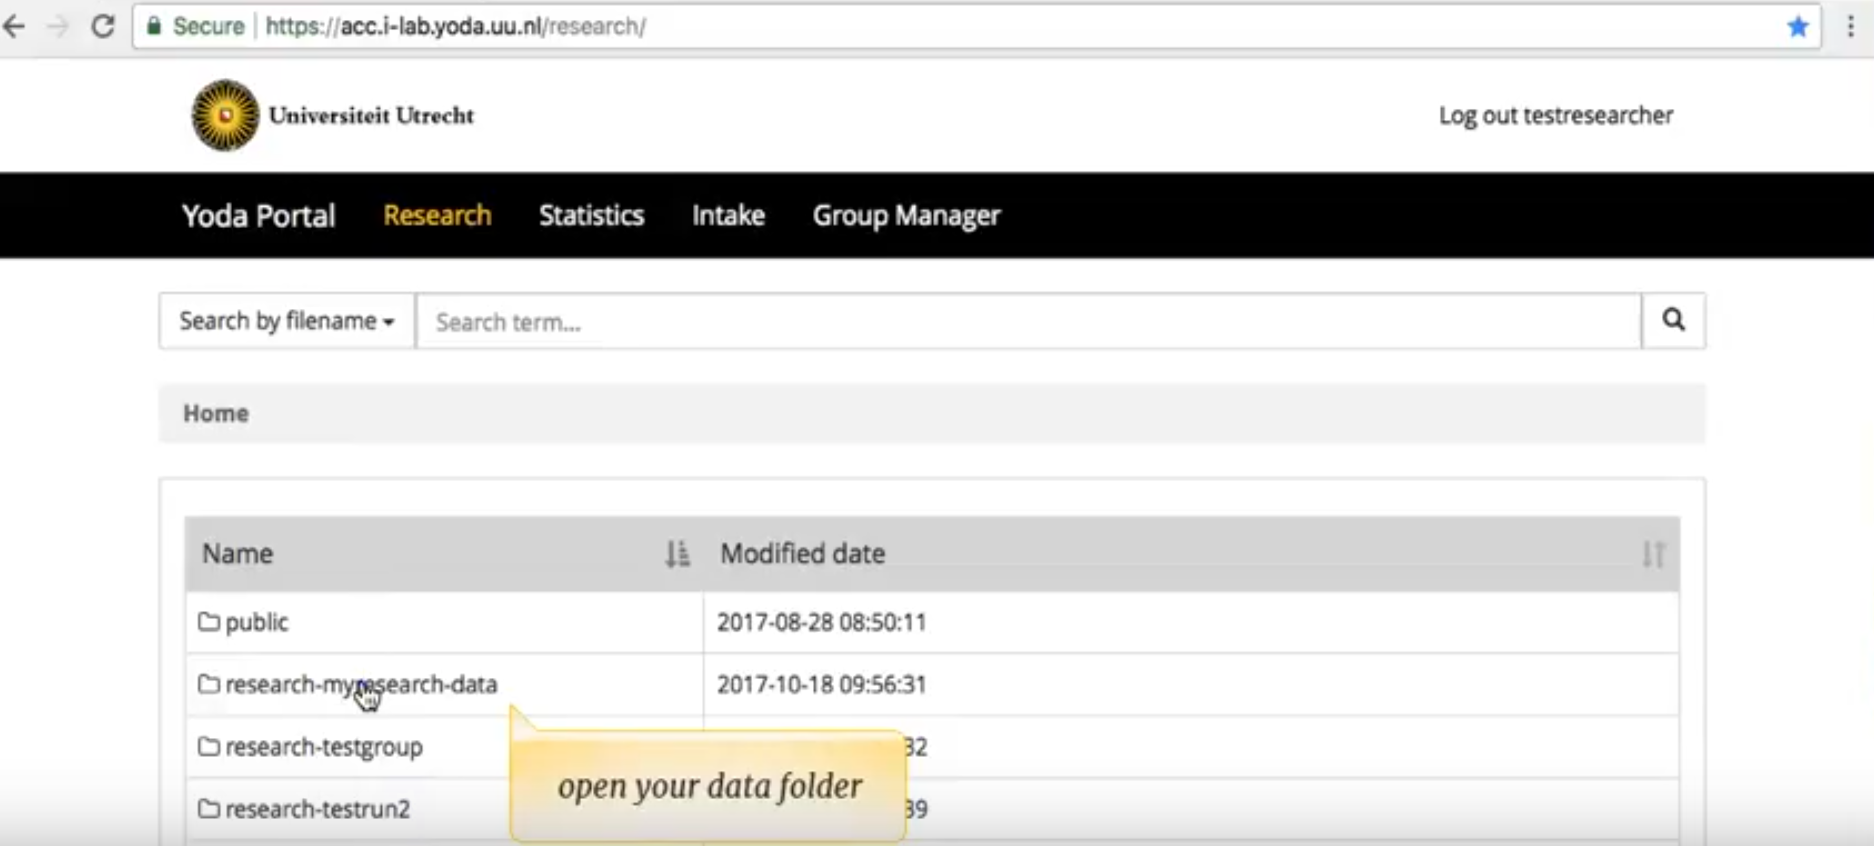 Secure https://acc.i-lab.yoda.uu.nl/research/
Universiteit Utrecht
Log out testresearcher
Yoda Portal Research Statistics Intake Group Manager
Search by filename Search term...
Home
Name Modified date
public 2017-08-28 08:50:11
research-myresearch-data 2017-10-18 09:56:31
research-testgroup 32
open your data folder
research-testrun2 39